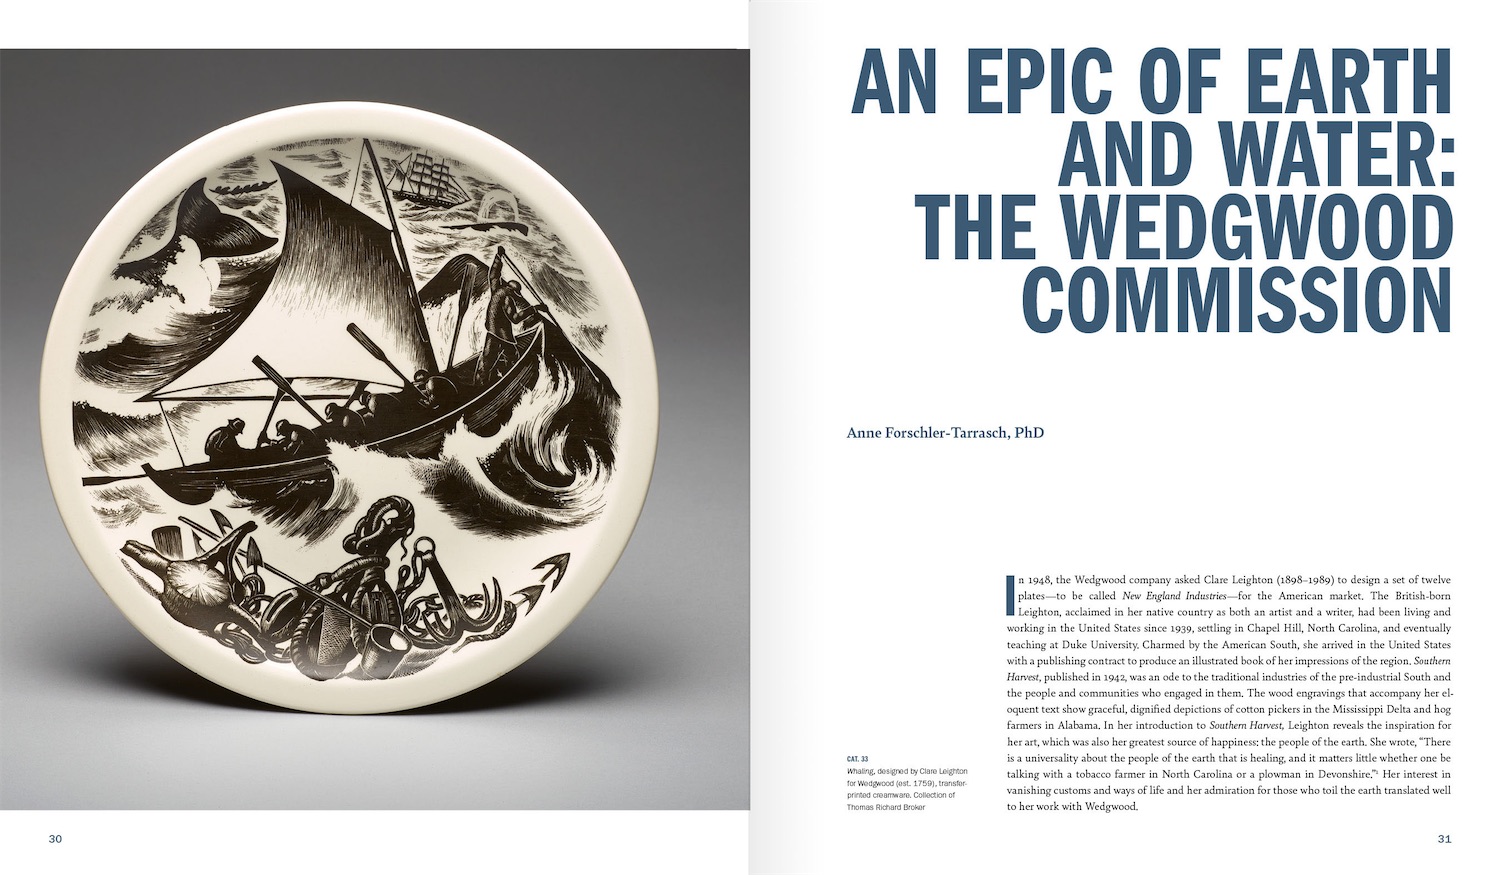 AN EPIC OF EARTH
AND WATER:
THE WEDGWOOD
COMMISSION
Anne Forschler-Tarrasch, PhD
In 1948, the Wedgwood company asked Clare Leighton (1898–1989) to design a set of twelve
plates—to be called New England Industries—for the American market. The British-born
Leighton, acclaimed in her native country as both an artist and a writer, had been living and
working in the United States since 1939, settling in Chapel Hill, North Carolina, and eventually
teaching at Duke University. Charmed by the American South, she arrived in the United States
with a publishing contract to produce an illustrated book of her impressions of the region. Southern
Harvest, published in 1942, was an ode to the traditional industries of the pre-industrial South and
the people and communities who engaged in them. The wood engravings that accompany her el-
oquent text show graceful, dignified depictions of cotton pickers in the Mississippi Delta and hog
farmers in Alabama. In her introduction to Southern Harvest, Leighton reveals the inspiration for
her art, which was also her greatest source of happiness: the people of the earth. She wrote, “There
is a universality about the people of the earth that is healing, and it matters little whether one be
talking with a tobacco farmer in North Carolina or a plowman in Devonshire.”¹ Her interest in
vanishing customs and ways of life and her admiration for those who toil the earth translated well
to her work with Wedgwood.
CAT. 33
Whaling, designed by Clare Leighton
for Wedgwood (est. 1759), transfer-
printed creamware. Collection of
Thomas Richard Broker
30
31